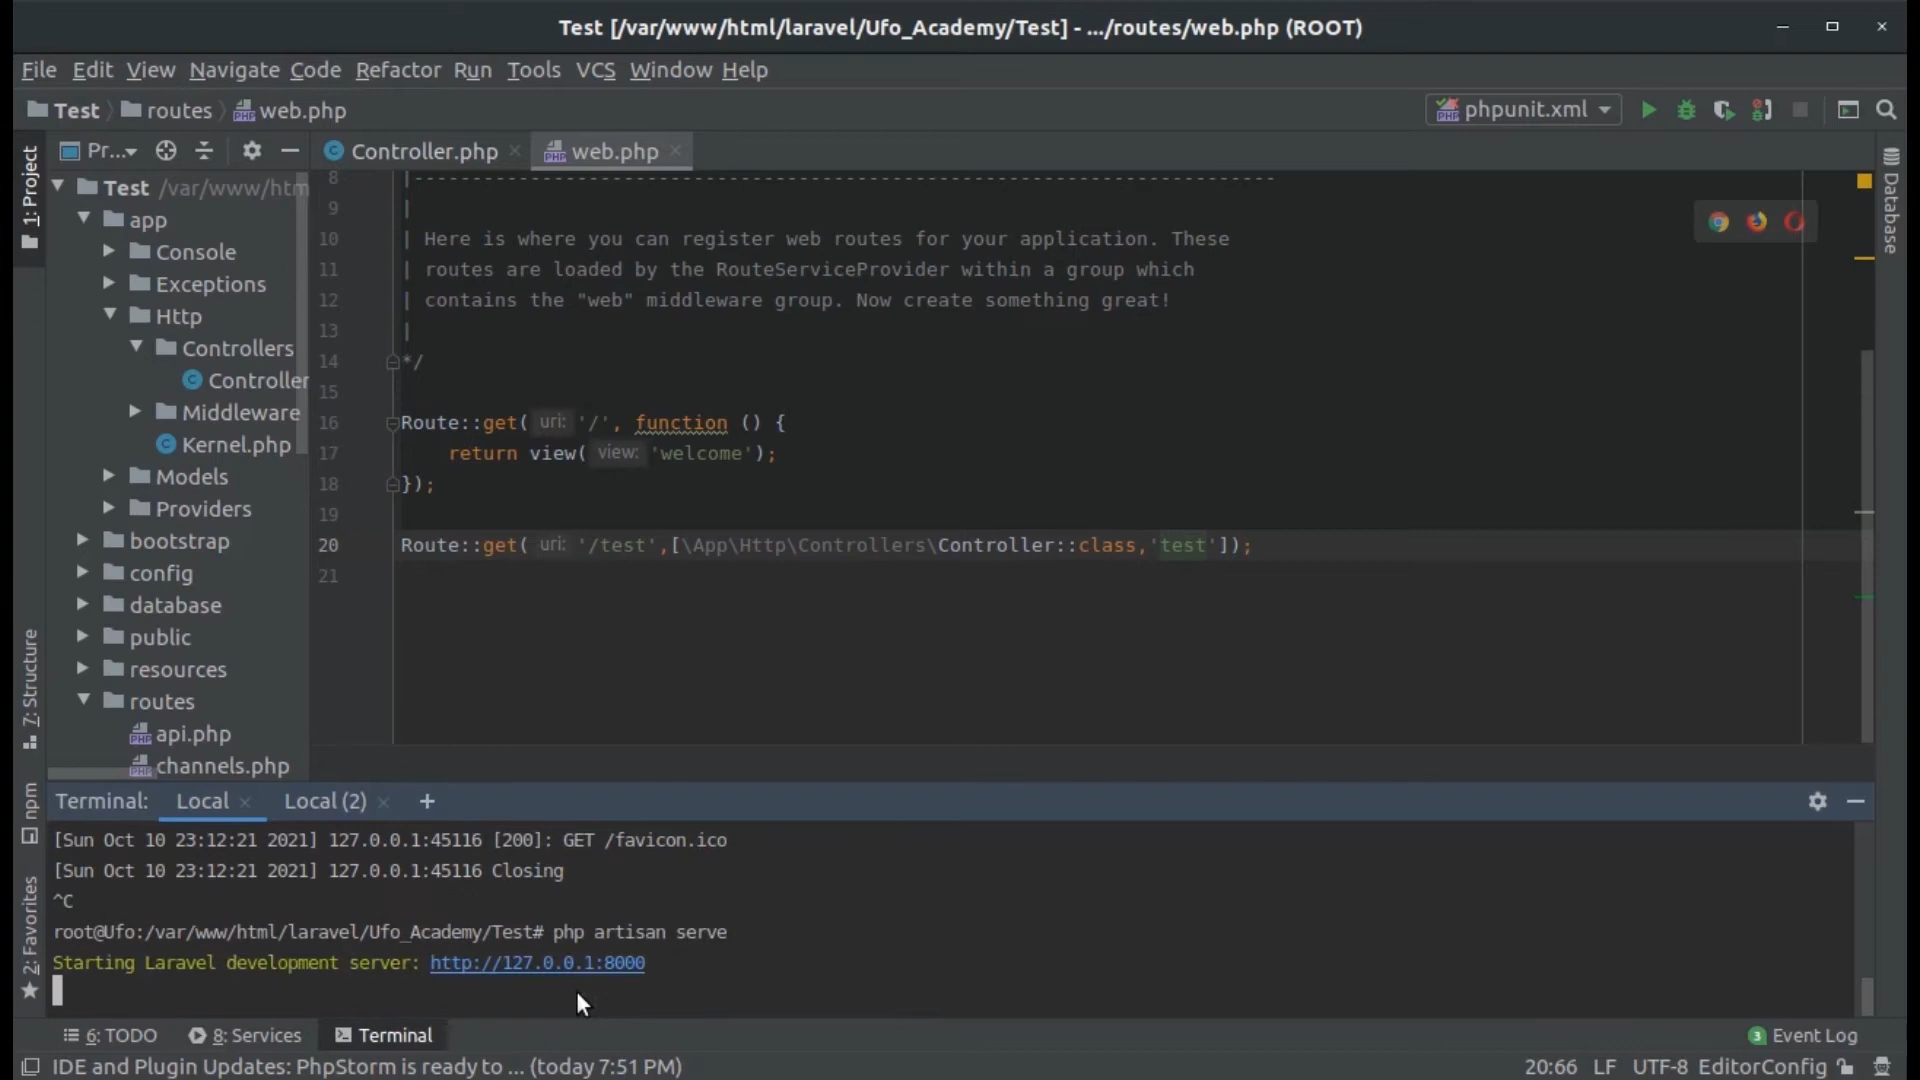 Test [/var/www/html/laravel/Ufo_Academy/Test] - .../routes/web.php (ROOT)
File Edit View Navigate Code Refactor Run Tools VCS Window Help
Test routes web.php
phpunit.xml
1: Project
Pr...
Controller.php
web.php
Database
Test /var/www/htm
app
Console
Exceptions
Http
Controllers
Controller
Middleware
Kernel.php
Models
Providers
bootstrap
config
database
public
resources
routes
api.php
channels.php
8 |--------------------------------------------------------------------------
9 |
10 | Here is where you can register web routes for your application. These
11 | routes are loaded by the RouteServiceProvider within a group which
12 | contains the "web" middleware group. Now create something great!
13 |
14 */
15
16 Route::get( uri: '/', function () {
17 return view( view: 'welcome');
18 });
19
20 Route::get( uri: '/test',[\App\Http\Controllers\Controller::class,'test']);
21
7: Structure
npm
2: Favorites
Terminal: Local Local (2) +
[Sun Oct 10 23:12:21 2021] 127.0.0.1:45116 [200]: GET /favicon.ico
[Sun Oct 10 23:12:21 2021] 127.0.0.1:45116 Closing
^C
root@Ufo:/var/www/html/laravel/Ufo_Academy/Test# php artisan serve
Starting Laravel development server: http://127.0.0.1:8000
6: TODO 8: Services Terminal
3 Event Log
IDE and Plugin Updates: PhpStorm is ready to ... (today 7:51 PM)
20:66 LF UTF-8 EditorConfig